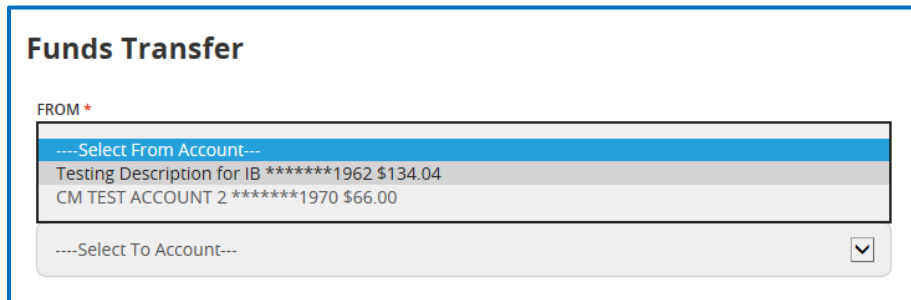 Funds Transfer
FROM *
----Select From Account---
Testing Description for IB *******1962 $134.04
CM TEST ACCOUNT 2 *******1970 $66.00
----Select To Account---